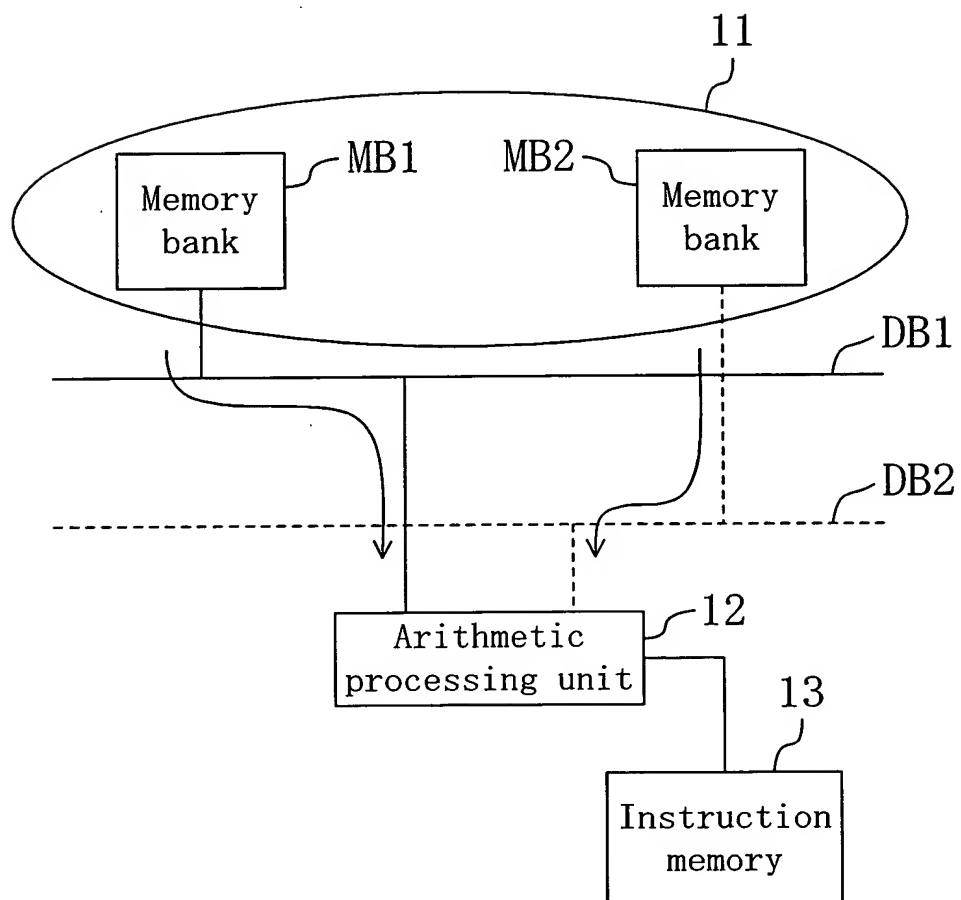 11
MB1
MB2
Memory
bank
Memory
bank
DB1
DB2
12
Arithmetic
processing unit
13
Instruction
memory